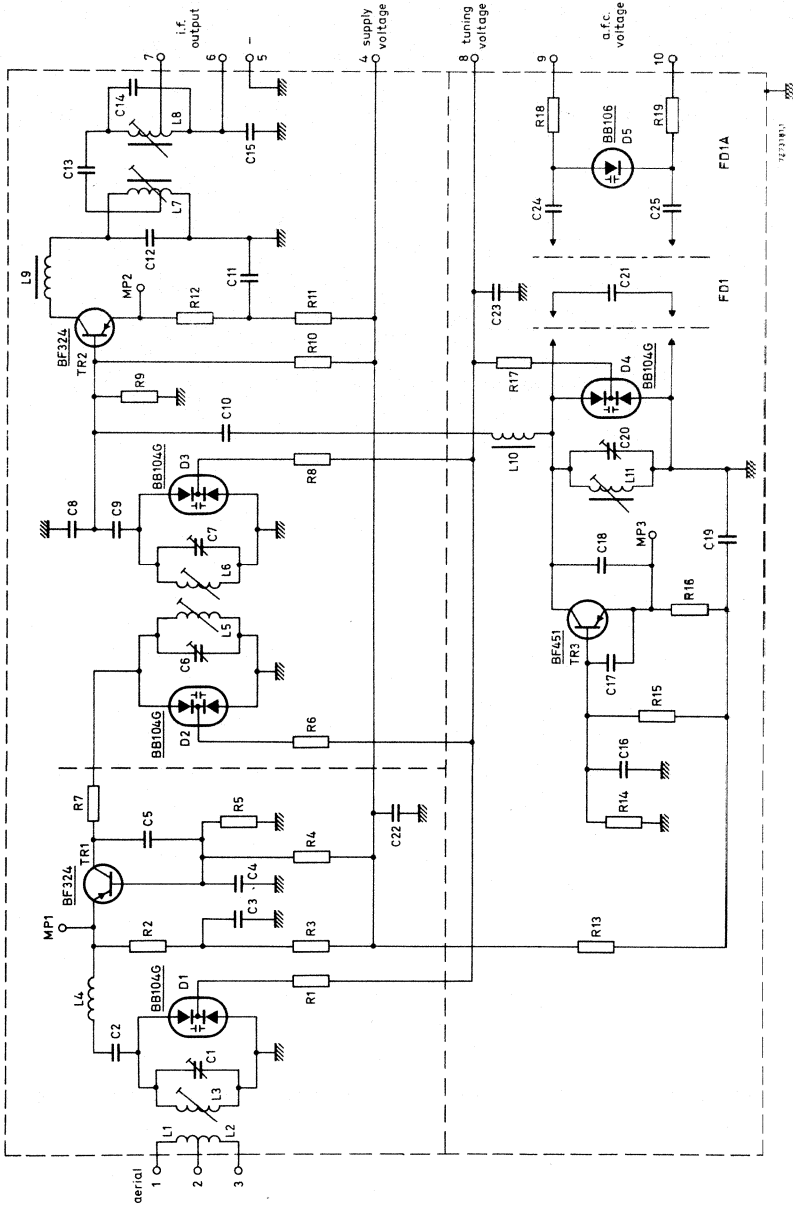 aerial
1
2
3
L1
L2
L3
C1
BB104G
D1
C2
L4
MP1
BF324
TR1
R1
R2
R3
C3
C4
R4
R5
C5
R7
C22
BB104G
D2
R6
C6
L5
L6
C7
BB104G
D3
R8
C8
C9
C10
R9
BF324
TR2
R10
R11
R12
MP2
L9
C11
C12
C13
L7
C14
L8
C15
7
i.f.
output
6
5
–
4
supply
voltage
8
tuning
voltage
9
a.f.c.
voltage
10
R13
R14
C16
R15
C17
BF451
TR3
R16
MP3
C18
C19
L10
L11
C20
D4
BB104G
R17
C23
C21
FD1
C24
C25
BB106
D5
R18
R19
FD1A